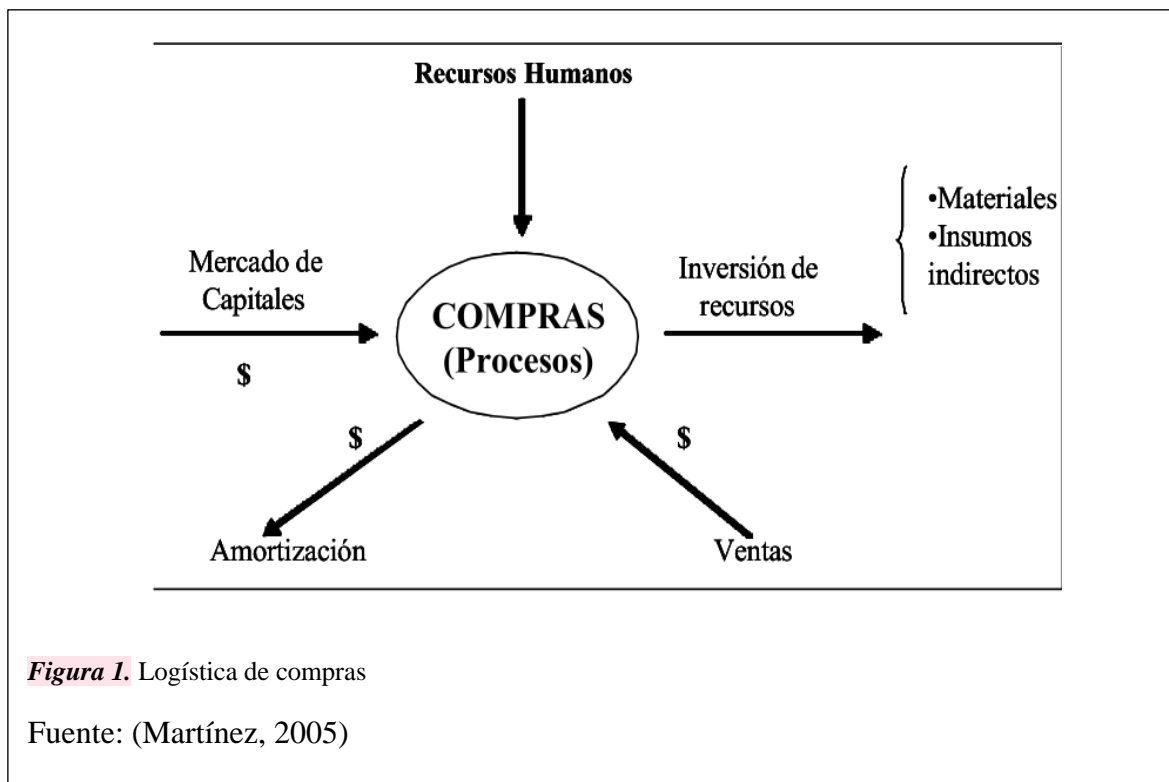 Recursos Humanos
Mercado de
Capitales
$
COMPRAS
(Procesos)
Inversión de
recursos
•Materiales
•Insumos
indirectos
$
Amortización
$
Ventas
Figura 1. Logística de compras
Fuente: (Martínez, 2005)